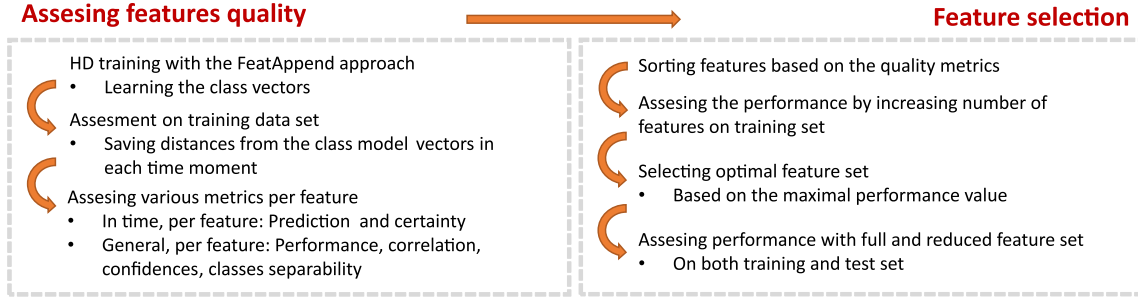 Assesing features quality
Feature selection
HD training with the FeatAppend approach
• Learning the class vectors
Assesment on training data set
• Saving distances from the class model vectors in
each time moment
Assesing various metrics per feature
• In time, per feature: Prediction and certainty
• General, per feature: Performance, correlation,
confidences, classes separability
Sorting features based on the quality metrics
Assesing the performance by increasing number of
features on training set
Selecting optimal feature set
• Based on the maximal performance value
Assesing performance with full and reduced feature set
• On both training and test set